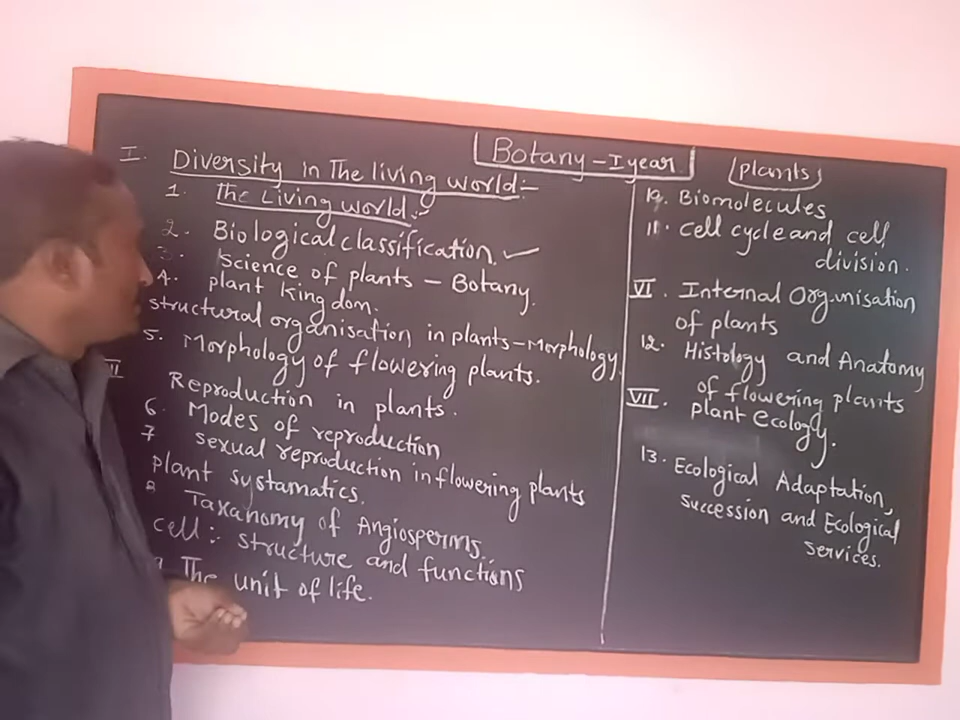 Botany - I year
plants
I. Diversity in The living world:-
1. the Living world:-
2. Biological classification. ✓
3. Science of plants - Botany.
4. plant kingdom.
structural organisation in plants-Morphology
5. Morphology of flowering plants.
III Reproduction in plants.
6. Modes of reproduction
7 sexual reproduction in flowering plants
plant systamatics.
8 Taxanomy of Angiosperms.
cell:- structure and functions
9 The unit of life.
10. Biomolecules
11. cell cycle and cell
division.
VI. Internal Orgnisation
of plants
12. Histology and Anatomy
of flowering plants
VII. plant ecology.
13. Ecological Adaptation,
succession and Ecological
services.